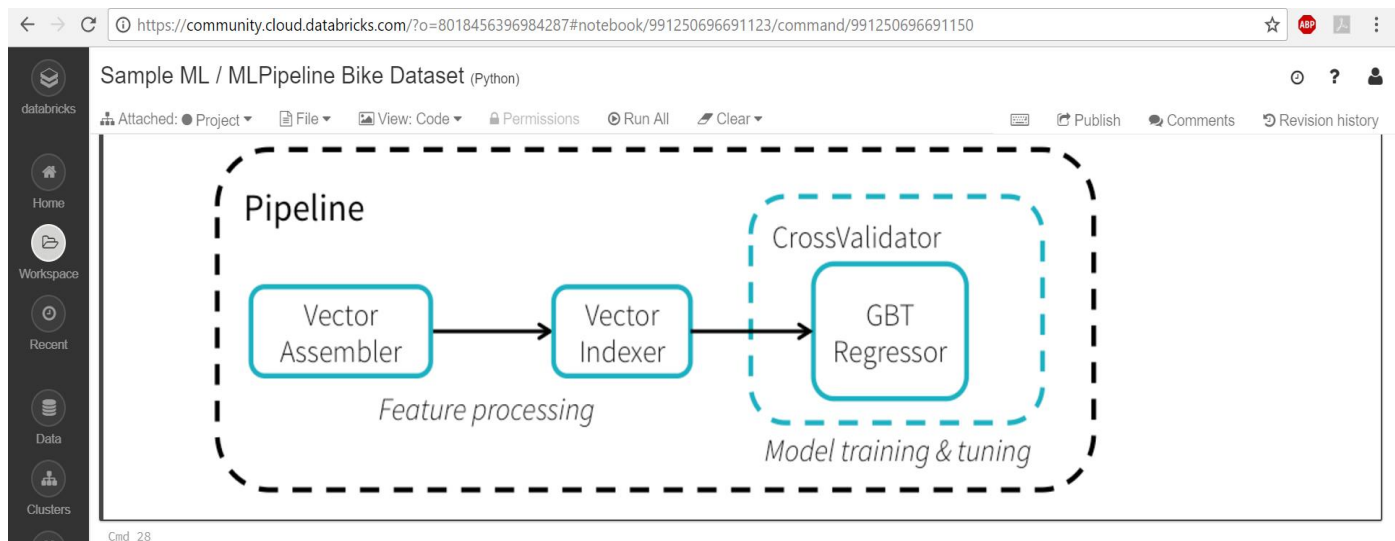 https://community.cloud.databricks.com/?o=8018456396984287#notebook/991250696691123/command/991250696691150
ABP
databricks
Sample ML / MLPipeline Bike Dataset (Python)
?
Attached: Project File View: Code Permissions Run All Clear Publish Comments Revision history
Home
Workspace
Recent
Data
Clusters
Pipeline
CrossValidator
Vector
Assembler
Vector
Indexer
GBT
Regressor
Feature processing
Model training & tuning
Cmd 28